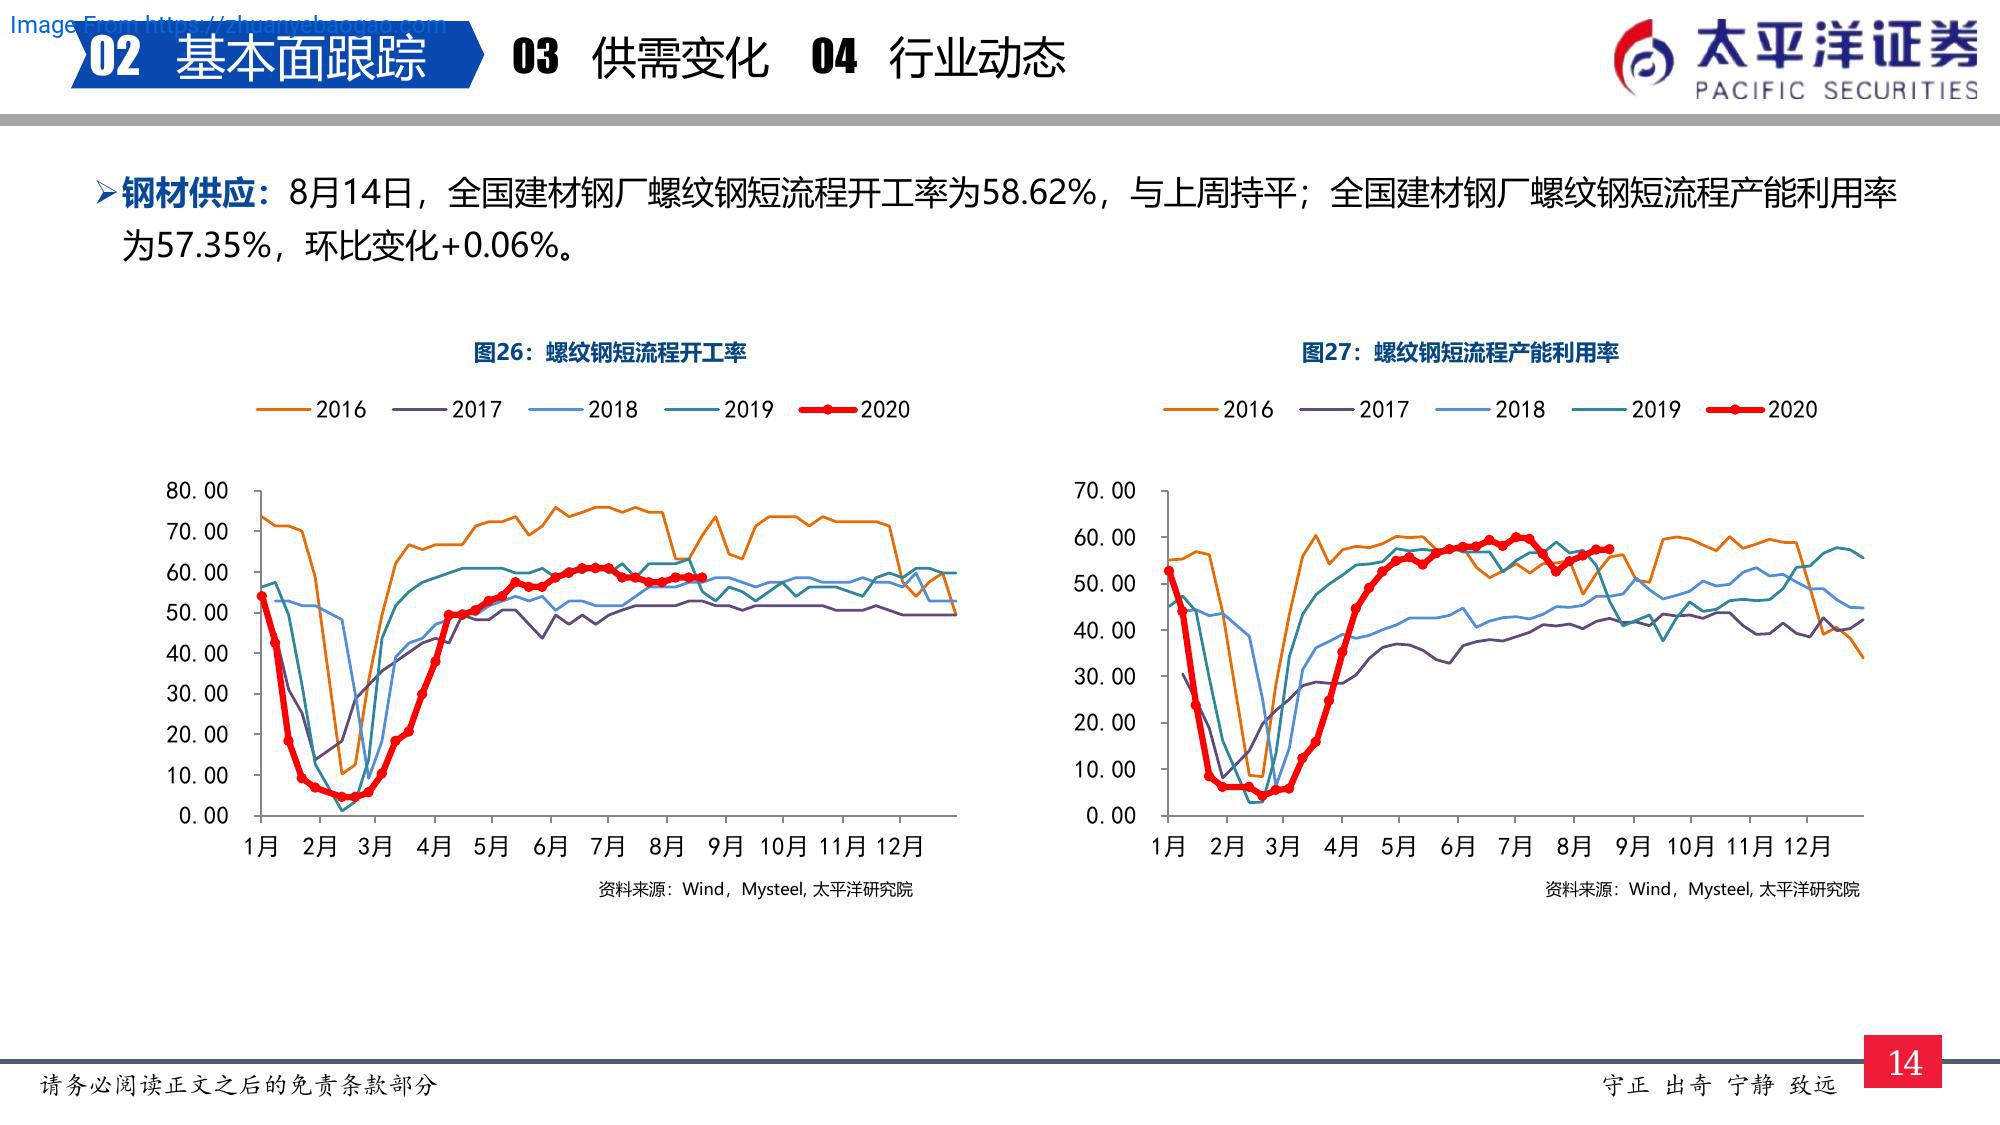 Image From https://zhuanyebaogao.com
02 基本面跟踪 03 供需变化 04 行业动态
太平洋证券
PACIFIC SECURITIES
➢钢材供应：8月14日，全国建材钢厂螺纹钢短流程开工率为58.62%，与上周持平；全国建材钢厂螺纹钢短流程产能利用率
为57.35%，环比变化+0.06%。
图26：螺纹钢短流程开工率
2016 2017 2018 2019 2020
80.00
70.00
60.00
50.00
40.00
30.00
20.00
10.00
0.00
1月 2月 3月 4月 5月 6月 7月 8月 9月 10月 11月 12月
资料来源：Wind，Mysteel, 太平洋研究院
图27：螺纹钢短流程产能利用率
2016 2017 2018 2019 2020
70.00
60.00
50.00
40.00
30.00
20.00
10.00
0.00
1月 2月 3月 4月 5月 6月 7月 8月 9月 10月 11月 12月
资料来源：Wind，Mysteel, 太平洋研究院
请务必阅读正文之后的免责条款部分
守正 出奇 宁静 致远
14